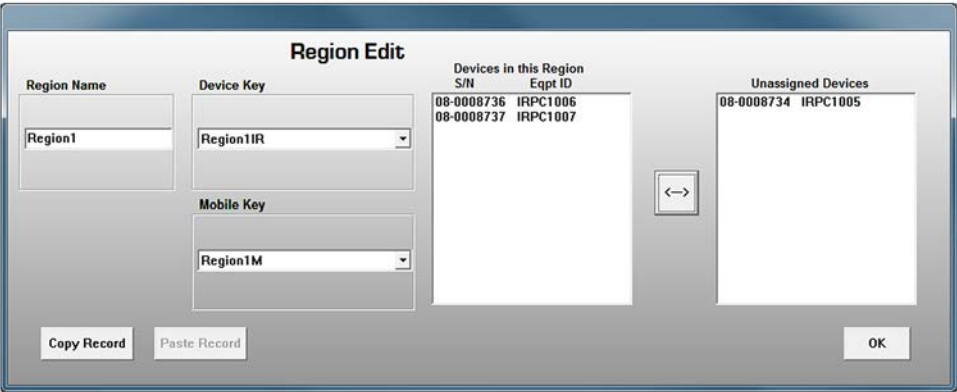 Region Edit
Region Name
Region1
Device Key
Region1IR
Mobile Key
Region1M
Devices in this Region
S/N Eqpt ID
08-0008736 IRPC1006
08-0008737 IRPC1007
<-->
Unassigned Devices
08-0008734 IRPC1005
Copy Record
Paste Record
OK